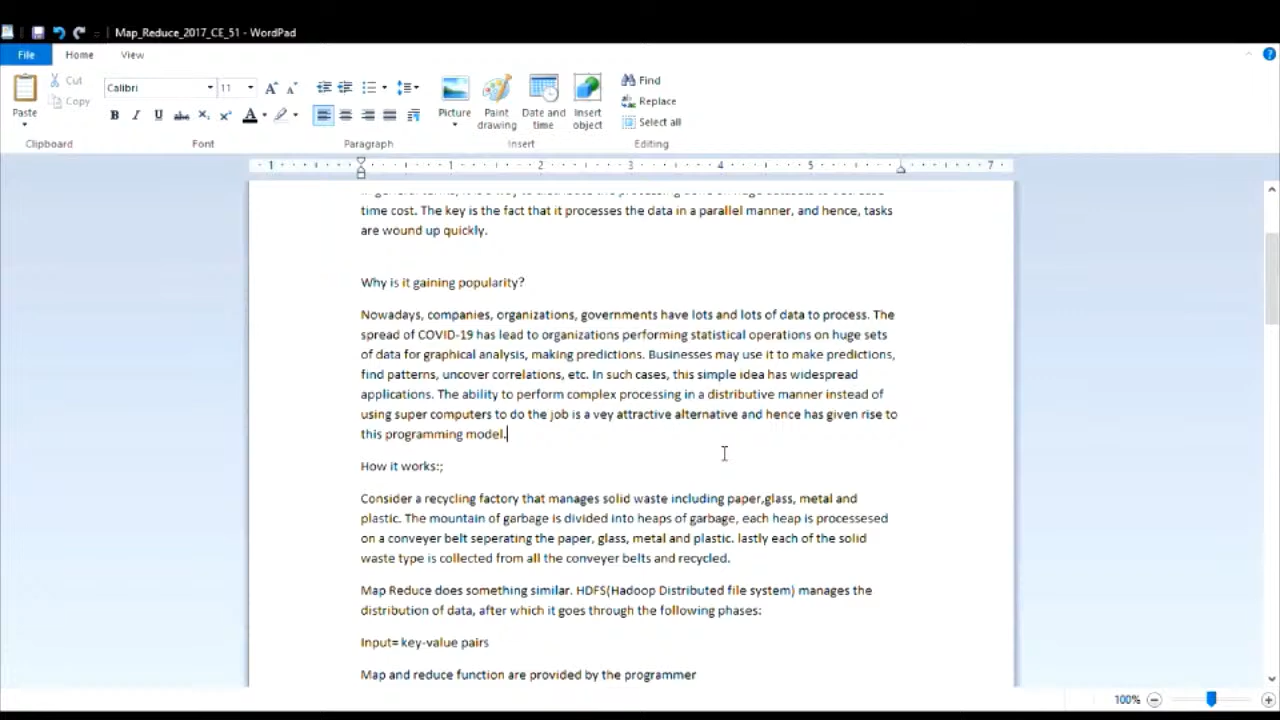 Map_Reduce_2017_CE_51 - WordPad
File Home View
Cut
Copy
Paste
Clipboard
Calibri 11
Font
Paragraph
Picture
Paint drawing
Date and time
Insert object
Insert
Find
Replace
Select all
Editing
1 1 2 3 4 5 7
time cost. The key is the fact that it processes the data in a parallel manner, and hence, tasks
are wound up quickly.
Why is it gaining popularity?
Nowadays, companies, organizations, governments have lots and lots of data to process. The
spread of COVID-19 has lead to organizations performing statistical operations on huge sets
of data for graphical analysis, making predictions. Businesses may use it to make predictions,
find patterns, uncover correlations, etc. In such cases, this simple idea has widespread
applications. The ability to perform complex processing in a distributive manner instead of
using super computers to do the job is a vey attractive alternative and hence has given rise to
this programming model.
How it works:;
Consider a recycling factory that manages solid waste including paper,glass, metal and
plastic. The mountain of garbage is divided into heaps of garbage, each heap is processesed
on a conveyer belt seperating the paper, glass, metal and plastic. lastly each of the solid
waste type is collected from all the conveyer belts and recycled.
Map Reduce does something similar. HDFS(Hadoop Distributed file system) manages the
distribution of data, after which it goes through the following phases:
Input= key-value pairs
Map and reduce function are provided by the programmer
100%